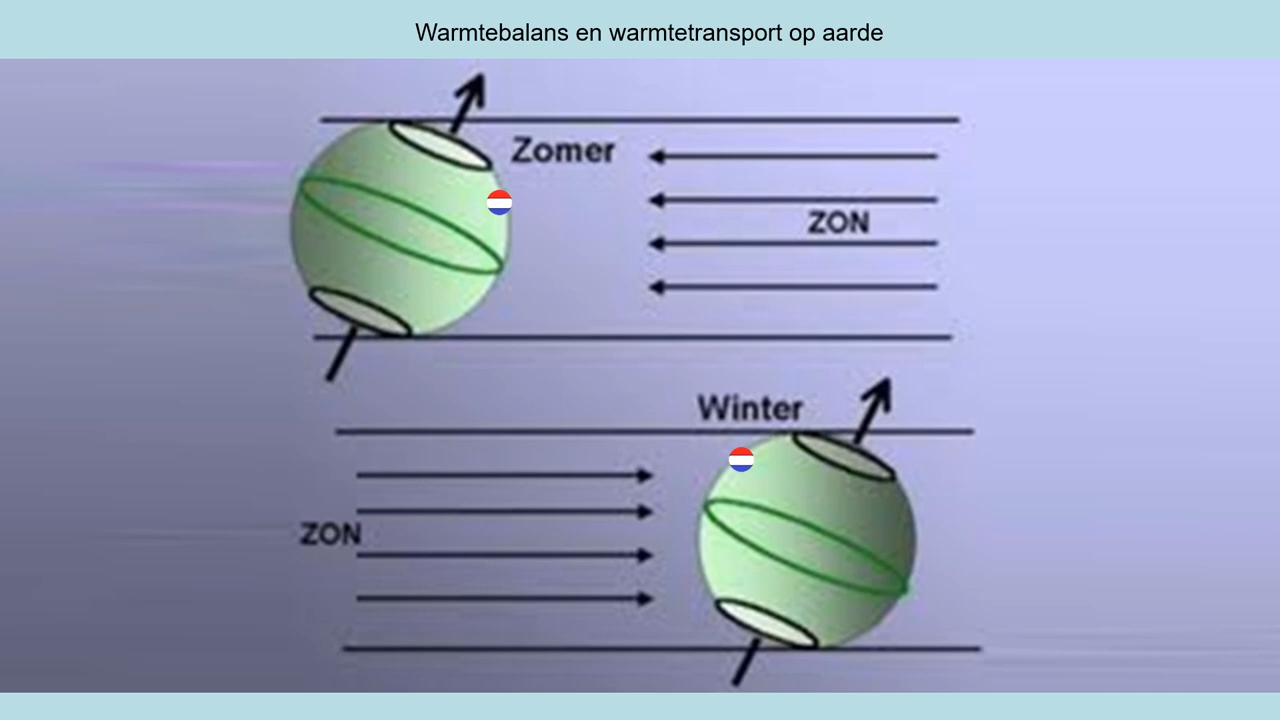 Warmtebalans en warmtetransport op aarde
Zomer
ZON
Winter
ZON